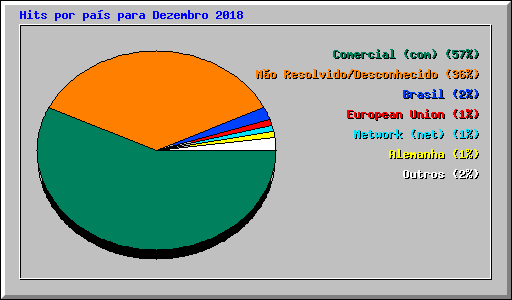 Hits por país para Dezembro 2018
Comercial (com) (57%)
Não Resolvido/Desconhecido (36%)
Brasil (2%)
European Union (1%)
Network (net) (1%)
Alemanha (1%)
Outros (2%)